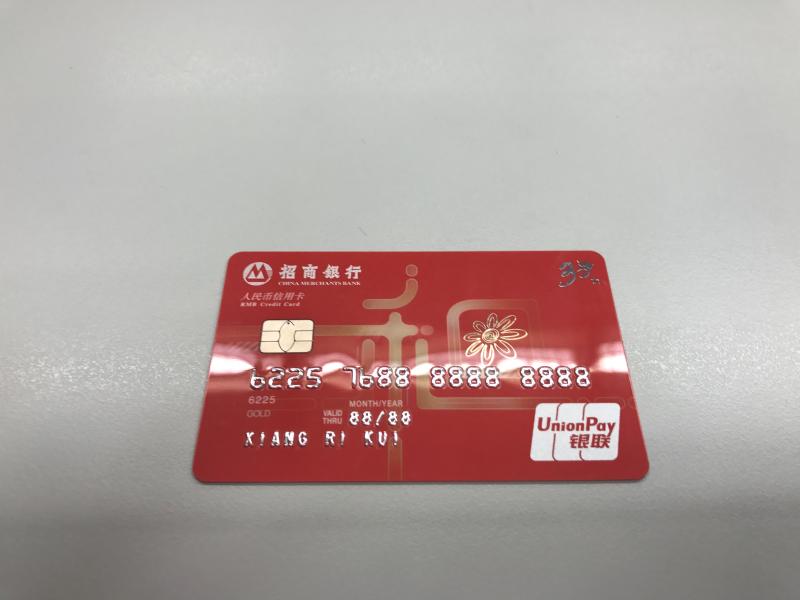 招商银行
CHINA MERCHANTS BANK
人民币信用卡
RMB Credit Card
6225 7688 8888 8888
6225
MONTH/YEAR
GOLD
VALID THRU 88/88
XIANG RI KUI
UnionPay
银联